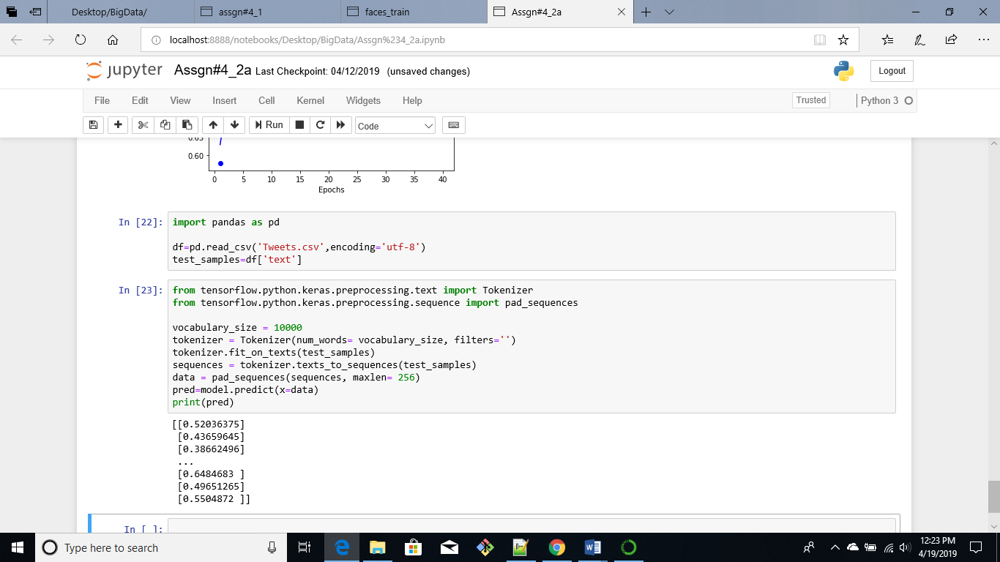 Desktop/BigData/ assgn#4_1 faces_train Assgn#4_2a
localhost:8888/notebooks/Desktop/BigData/Assgn%234_2a.ipynb
jupyter Assgn#4_2a Last Checkpoint: 04/12/2019 (unsaved changes) Logout
File Edit View Insert Cell Kernel Widgets Help Trusted Python 3
Run Code
0.65
0.60
0 5 10 15 20 25 30 35 40
Epochs
In [22]: import pandas as pd
df=pd.read_csv('Tweets.csv',encoding='utf-8')
test_samples=df['text']
In [23]: from tensorflow.python.keras.preprocessing.text import Tokenizer
from tensorflow.python.keras.preprocessing.sequence import pad_sequences
vocabulary_size = 10000
tokenizer = Tokenizer(num_words= vocabulary_size, filters='')
tokenizer.fit_on_texts(test_samples)
sequences = tokenizer.texts_to_sequences(test_samples)
data = pad_sequences(sequences, maxlen= 256)
pred=model.predict(x=data)
print(pred)
[[0.52036375]
[0.43659645]
[0.38662496]
...
[0.6484683 ]
[0.49651265]
[0.5504872 ]]
In [ ]:
Type here to search
12:23 PM
4/19/2019